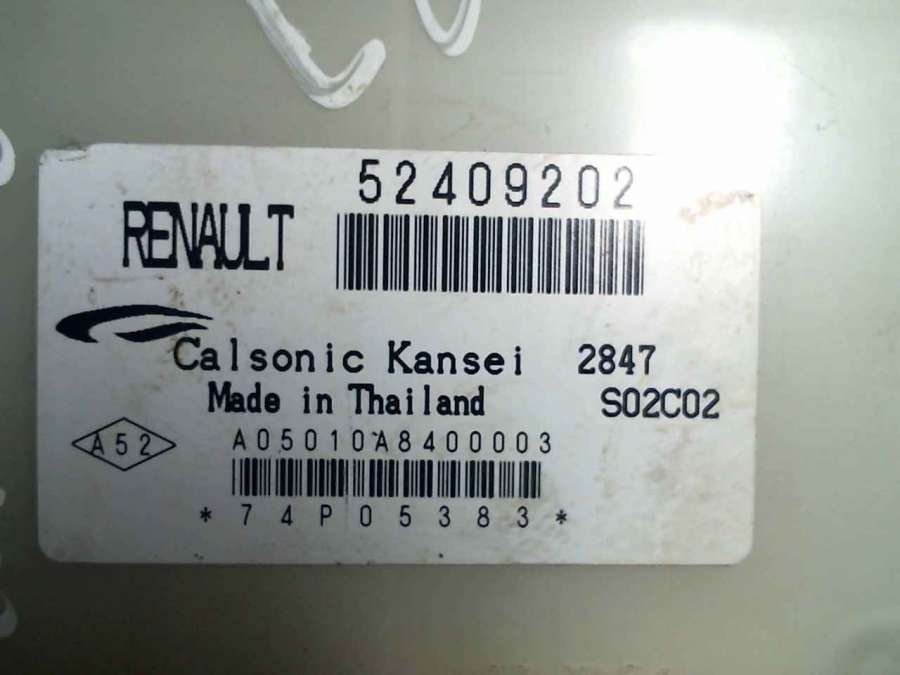 52409202
RENAULT
Calsonic Kansei 2847
Made in Thailand S02C02
A52
A05010A8400003
*74P05383*